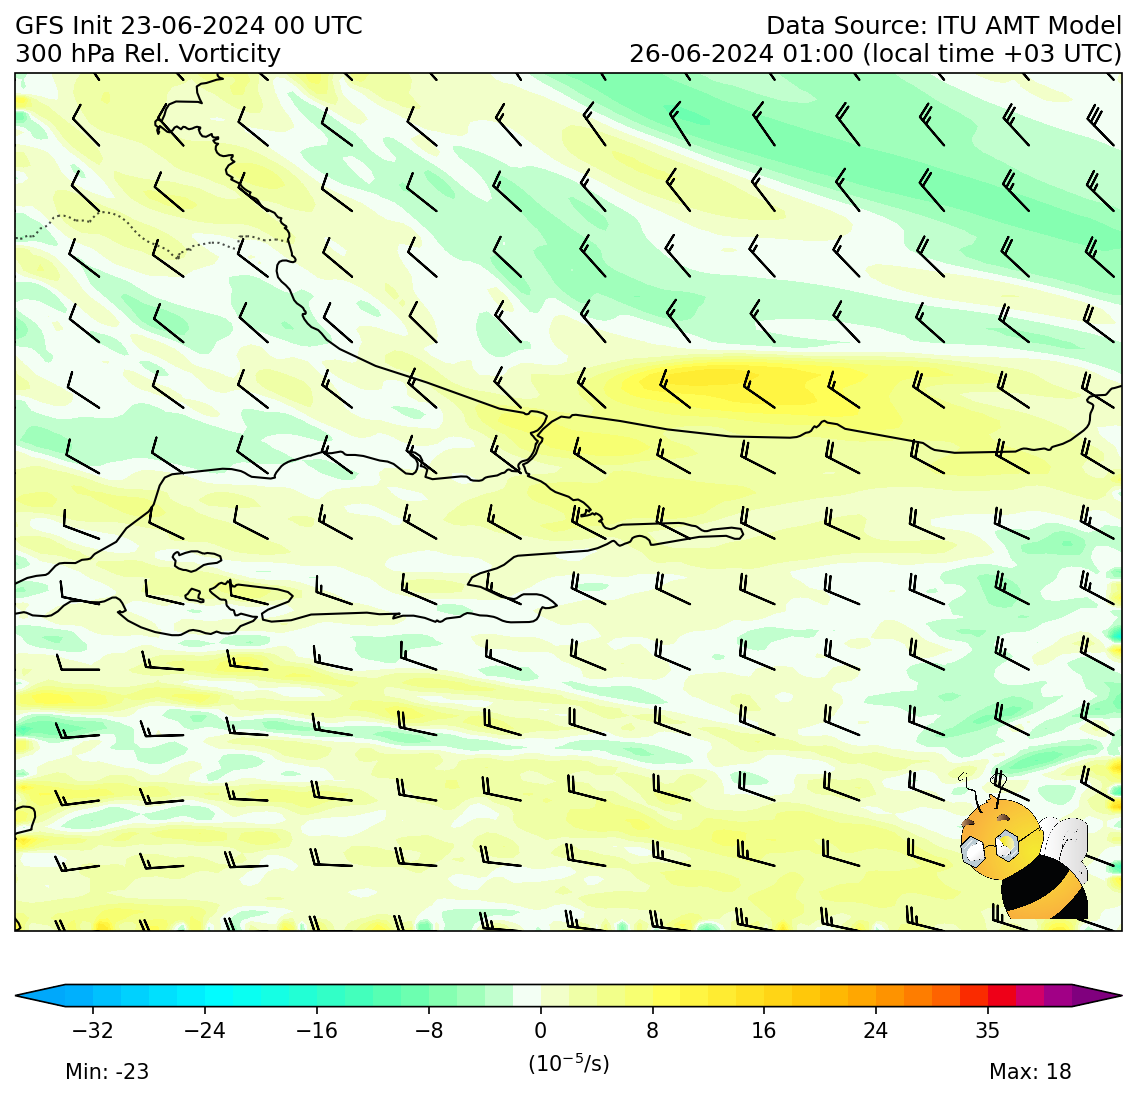 GFS Init 23-06-2024 00 UTC
Data Source: ITU AMT Model
300 hPa Rel. Vorticity
26-06-2024 01:00 (local time +03 UTC)
−32 −24 −16 −8 0 8 16 24 35
(10⁻⁵/s)
Min: -23
Max: 18